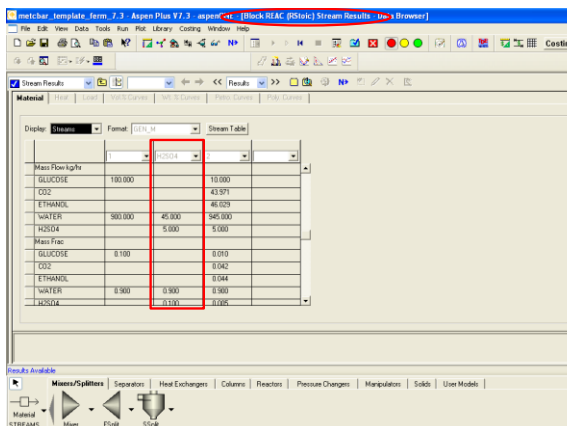 metcbar_template_ferm_7.3 - Aspen Plus V7.3 - aspenONE - [Block REAC (RStoic) Stream Results - Data Browser]
File Edit View Data Tools Run Plot Library Costing Window Help
N>
Costin
Results
<< >>
N>
Stream Results
Material Heat Load Vol.% Curves Wt. % Curves Petro. Curves Poly. Curves
Display: Streams Format: GEN_M Stream Table
1 H2SO4 2
Mass Flow kg/hr
GLUCOSE 100.000 10.000
CO2 43.971
ETHANOL 46.029
WATER 900.000 45.000 945.000
H2SO4 5.000 5.000
Mass Frac
GLUCOSE 0.100 0.010
CO2 0.042
ETHANOL 0.044
WATER 0.900 0.900 0.900
H2SO4 0.100 0.005
Results Available
Mixers/Splitters Separators Heat Exchangers Columns Reactors Pressure Changers Manipulators Solids User Models
Material
STREAMS Mixer FSplit SSplit